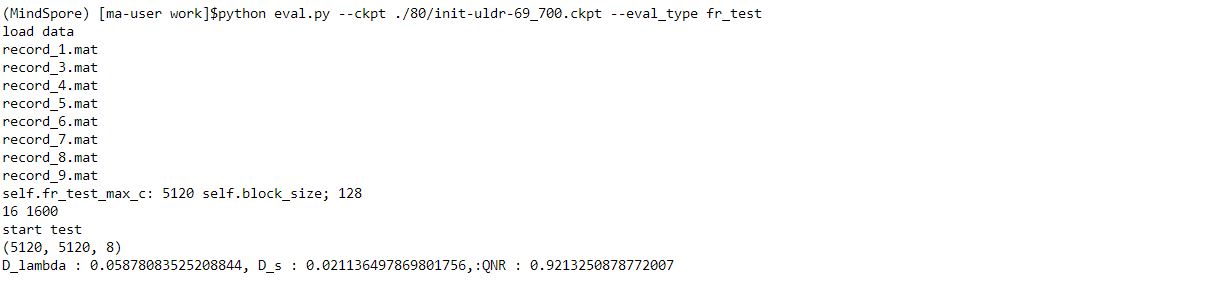 (MindSpore) [ma-user work]$python eval.py --ckpt ./80/init-uldr-69_700.ckpt --eval_type fr_test
load data
record_1.mat
record_3.mat
record_4.mat
record_5.mat
record_6.mat
record_7.mat
record_8.mat
record_9.mat
self.fr_test_max_c: 5120 self.block_size; 128
16 1600
start test
(5120, 5120, 8)
D_lambda : 0.05878083525208844, D_s : 0.021136497869801756,:QNR : 0.9213250878772007